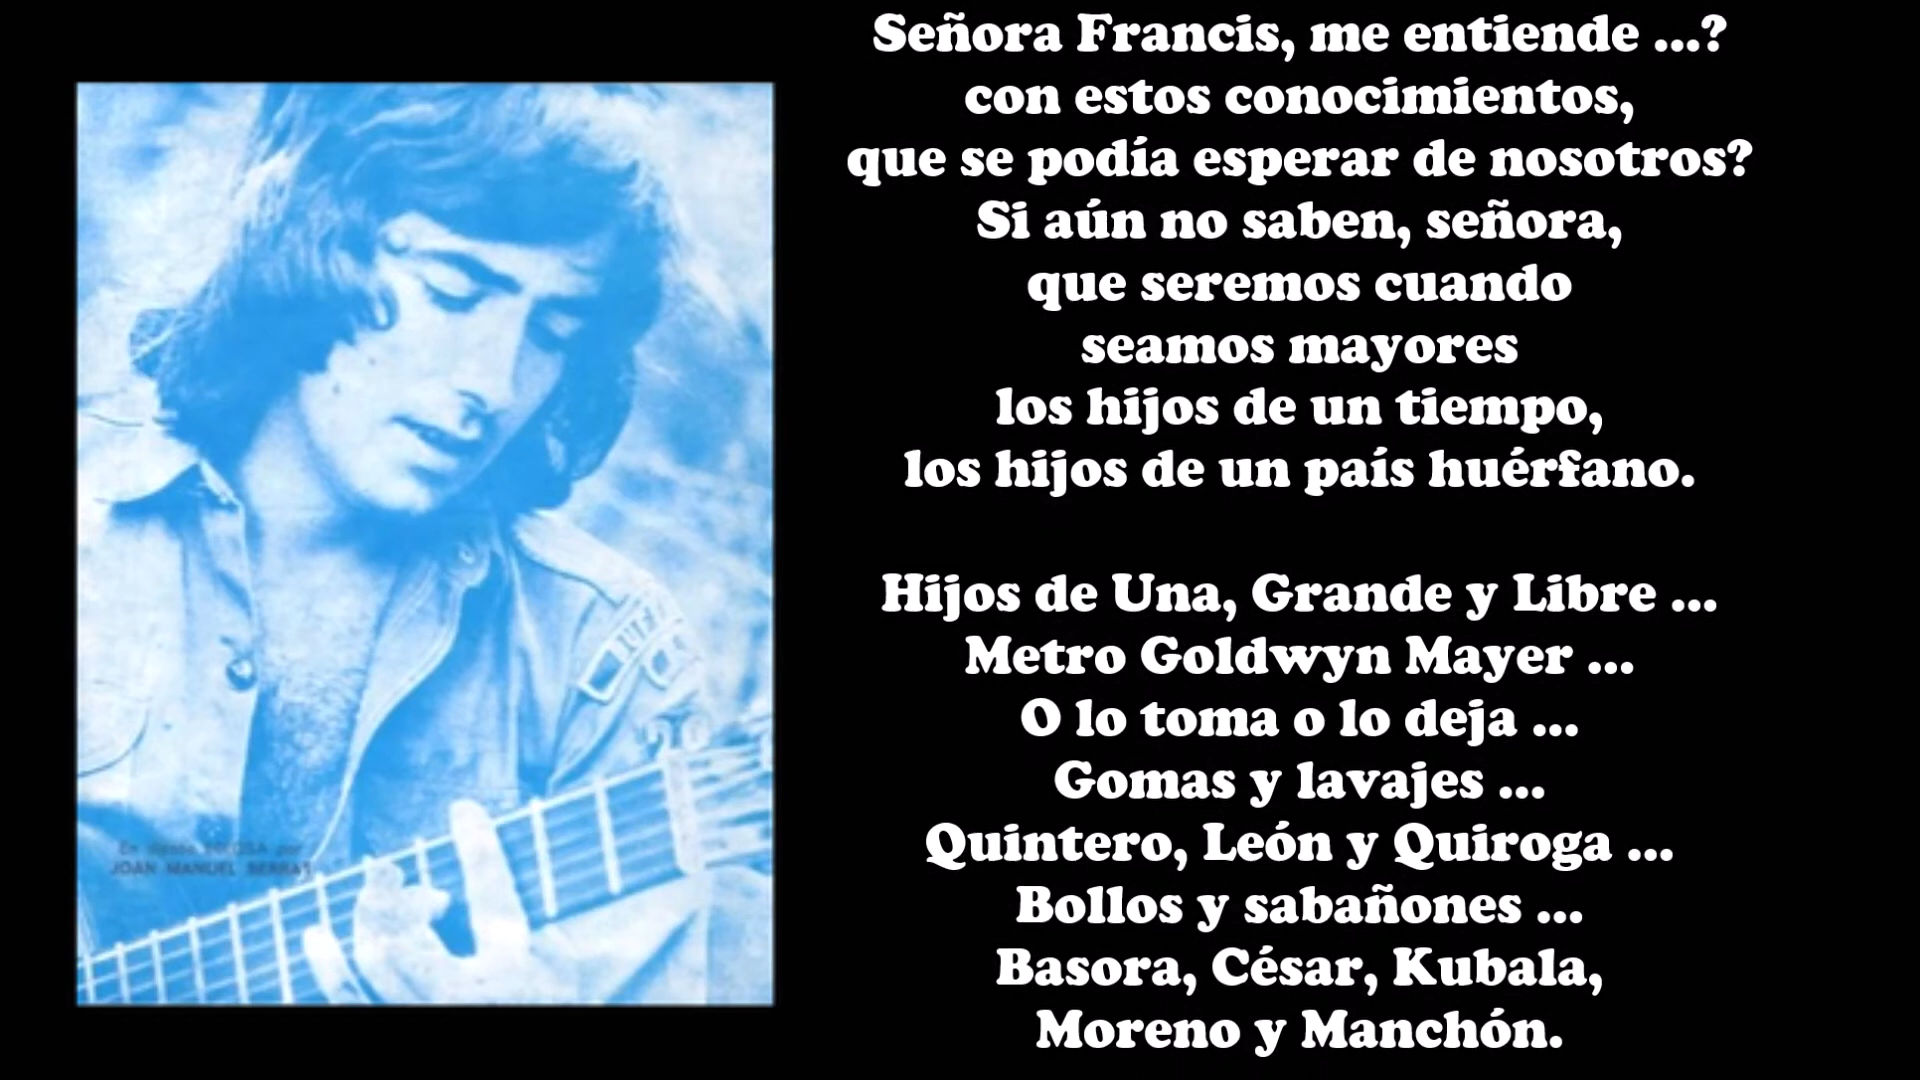 Señora Francis, me entiende ...?
con estos conocimientos,
que se podía esperar de nosotros?
Si aún no saben, señora,
que seremos cuando
seamos mayores
los hijos de un tiempo,
los hijos de un país huérfano.
Hijos de Una, Grande y Libre ...
Metro Goldwyn Mayer ...
O lo toma o lo deja ...
Gomas y lavajes ...
Quintero, León y Quiroga ...
Bollos y sabañones ...
Basora, César, Kubala,
Moreno y Manchón.
por
JOAN MANUEL SERRAT